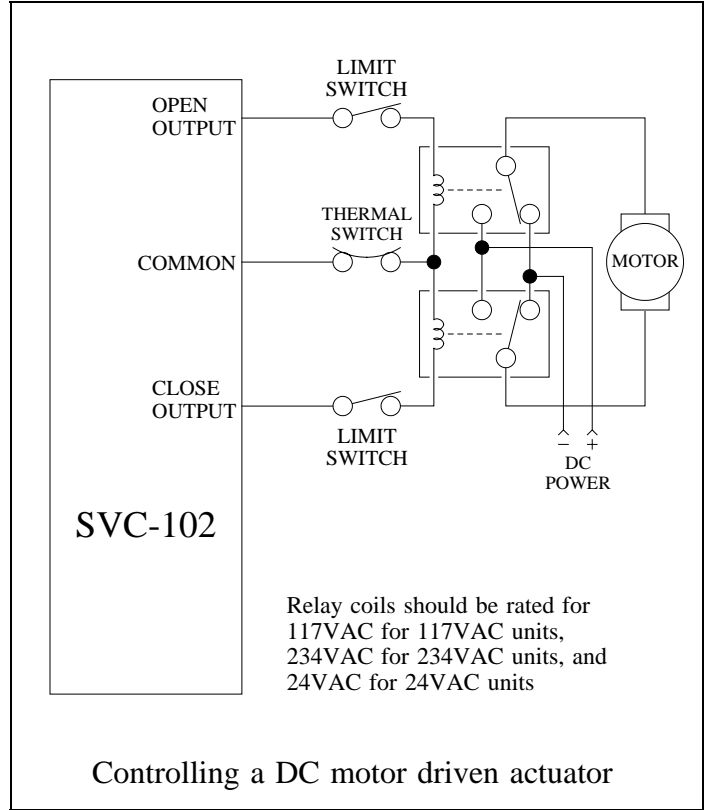 LIMIT
SWITCH
OPEN
OUTPUT
THERMAL
SWITCH
COMMON
MOTOR
CLOSE
OUTPUT
LIMIT
SWITCH
− +
DC
POWER
SVC-102
Relay coils should be rated for
117VAC for 117VAC units,
234VAC for 234VAC units, and
24VAC for 24VAC units
Controlling a DC motor driven actuator